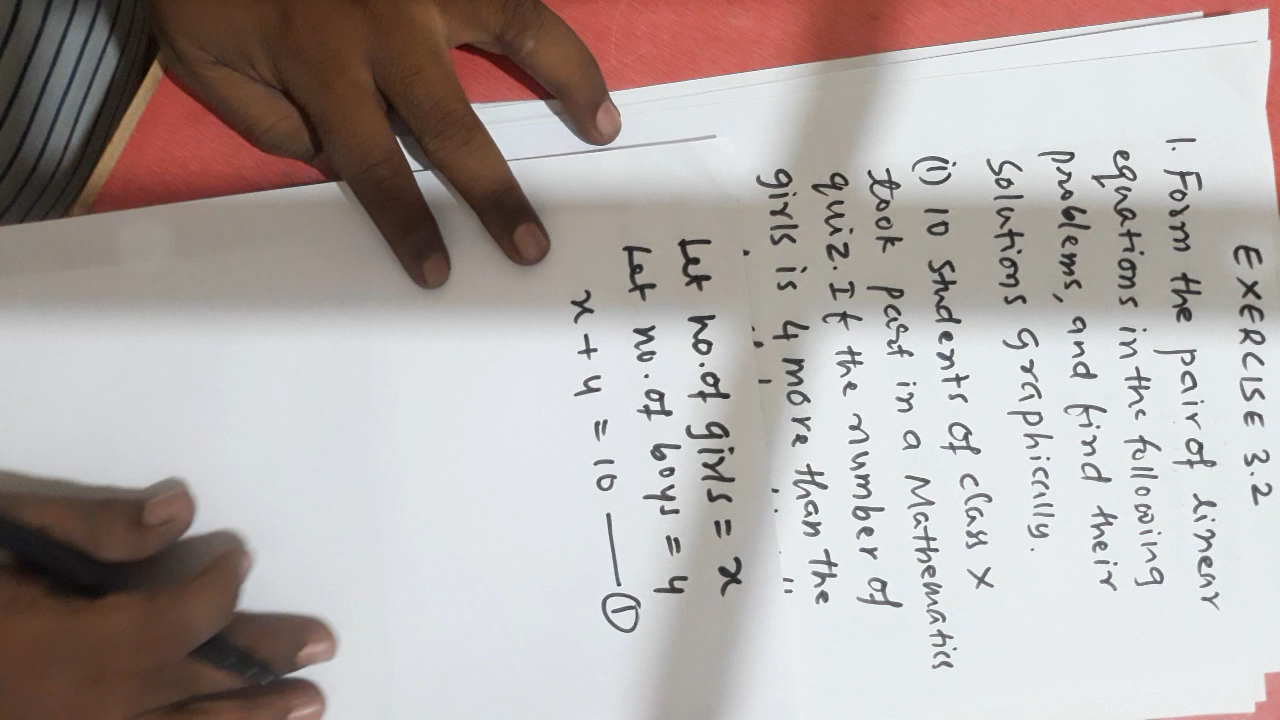 EXERCISE 3.2
1. Form the pair of linear
equations in the following
problems, and find their
Solutions Graphically.
(i) 10 students of class X
took part in a Mathematics
quiz. If the number of
girls is 4 more than the
Let no. of girls = x
Let no. of boys = y
x + y = 10 — ①